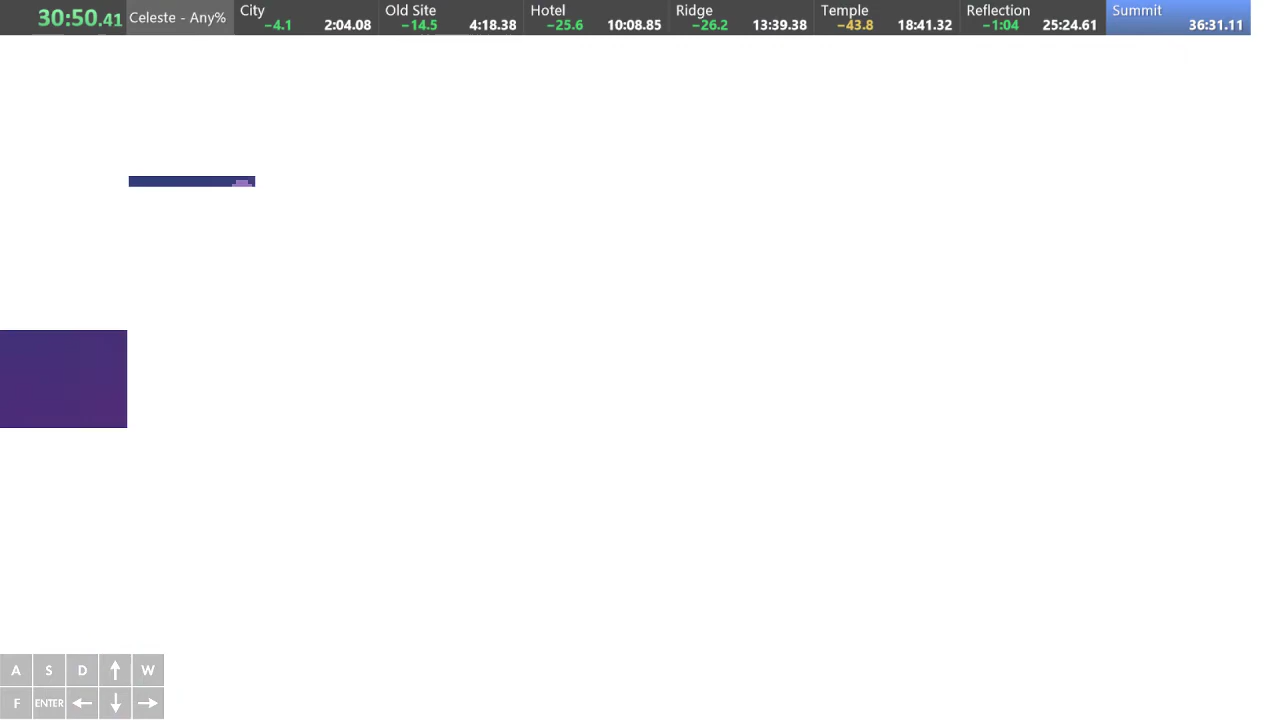 30:50.41 Celeste - Any%
City
-4.1 2:04.08
Old Site
-14.5 4:18.38
Hotel
-25.6 10:08.85
Ridge
-26.2 13:39.38
Temple
-43.8 18:41.32
Reflection
-1:04 25:24.61
Summit
36:31.11
A S D ↑ W
F ENTER ← ↓ →